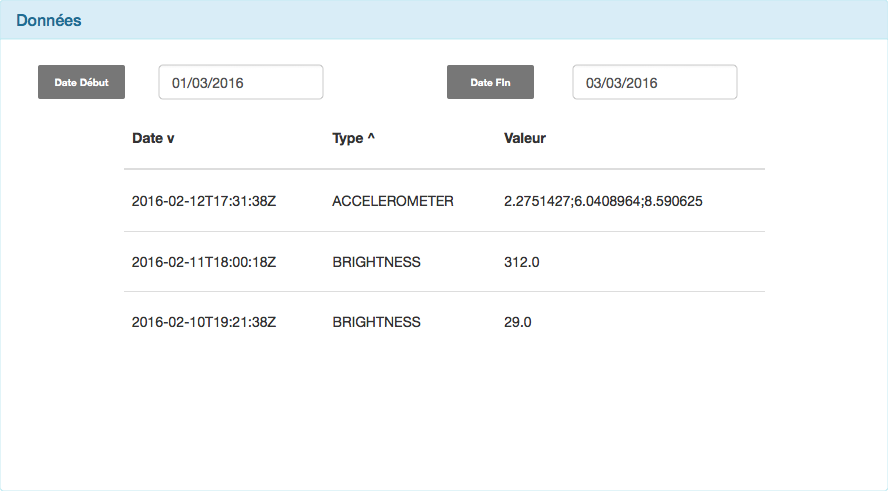 Données
Date Début 01/03/2016 Date FIn 03/03/2016
Date v Type ^ Valeur
2016-02-12T17:31:38Z ACCELEROMETER 2.2751427;6.0408964;8.590625
2016-02-11T18:00:18Z BRIGHTNESS 312.0
2016-02-10T19:21:38Z BRIGHTNESS 29.0